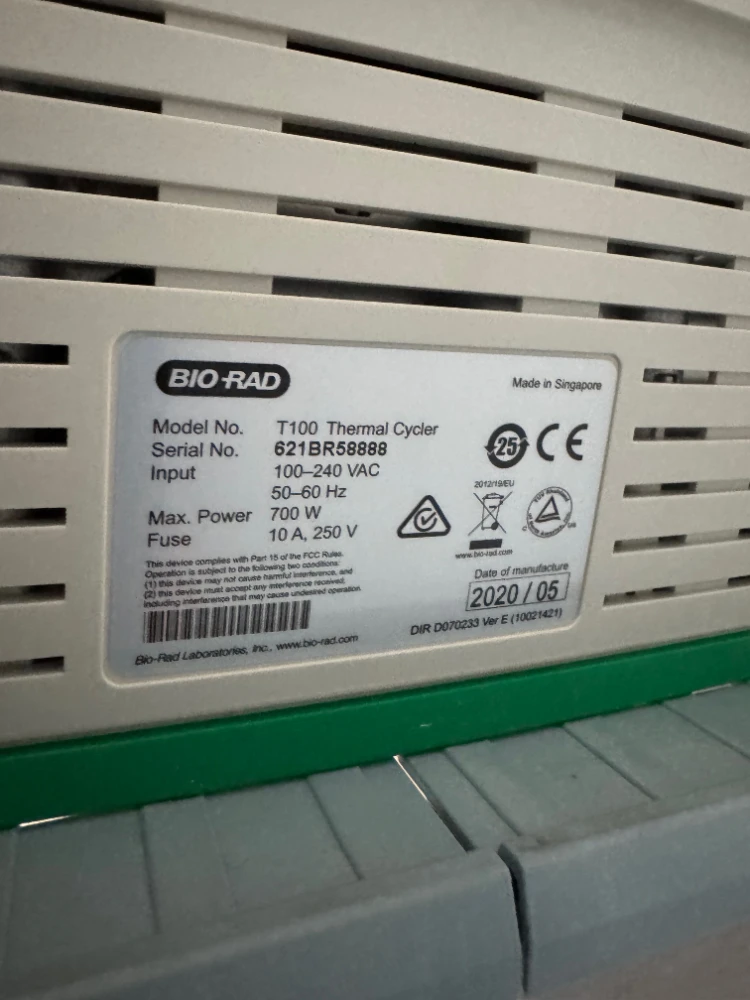 BIO-RAD
Made in Singapore
Model No. T100 Thermal Cycler
Serial No. 621BR58888
Input 100–240 VAC
50–60 Hz
Max. Power 700 W
Fuse 10 A, 250 V
25 CE
2012/19/EU
www.bio-rad.com
This device complies with Part 15 of the FCC Rules.
Operation is subject to the following two conditions:
(1) this device may not cause harmful interference, and
(2) this device must accept any interference received,
including interference that may cause undesired operation.
Date of manufacture
2020 / 05
DIR D070233 Ver E (10021421)
Bio-Rad Laboratories, Inc., www.bio-rad.com